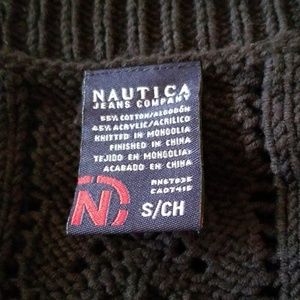 NAUTICA
JEANS COMPANY
55% COTTON/ALGODÓN
45% ACRYLIC/ACRILICO
KNITTED IN MONGOLIA
FINISHED IN CHINA
TEJIDO EN MONGOLIA
ACABADO EN CHINA
N S/CH